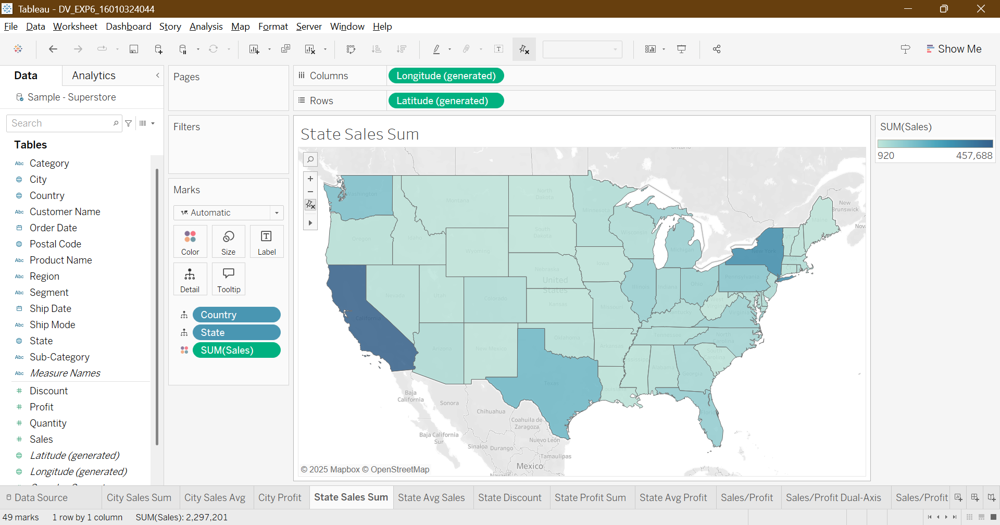 Tableau - DV_EXP6_16010324044
File Data Worksheet Dashboard Story Analysis Map Format Server Window Help
Show Me
Data
Analytics
Sample - Superstore
Search
Tables
Abc Category
City
Country
Abc Customer Name
Order Date
Postal Code
Abc Product Name
Abc Region
Abc Segment
Ship Date
Abc Ship Mode
State
Abc Sub-Category
Abc Measure Names
# Discount
# Profit
# Quantity
# Sales
Latitude (generated)
Longitude (generated)
Pages
Filters
Marks
Automatic
Color
Size
Label
Detail
Tooltip
Country
State
SUM(Sales)
Columns
Longitude (generated)
Rows
Latitude (generated)
State Sales Sum
Ontario
Washington
Montana
North
Dakota
Minnesota
Oregon
Idaho
South
Dakota
Wisconsin
Wyoming
Michigan
New York
Maine
New
Brunswick
Nov
Iowa
Nebraska
United
States
Illinois
Indiana
Ohio
Pennsylvania
Nevada
Utah
Colorado
Kansas
Missouri
West
Virginia
Virginia
California
Tennessee
North
Carolina
Arizona
New Mexico
Oklahoma
Arkansas
South
Carolina
Alabama
Georgia
Texas
Baja
California
Sonora
Chihuahua
Coahuila de
Zaragoza
Baja California
Sur
Nuevo León
Sinaloa
Durango
Tamaulipas
Mexico
© 2025 Mapbox © OpenStreetMap
SUM(Sales)
920
457,688
Data Source
City Sales Sum
City Sales Avg
City Profit
State Sales Sum
State Avg Sales
State Discount
State Profit Sum
State Avg Profit
Sales/Profit
Sales/Profit Dual-Axis
Sales/Profit
49 marks
1 row by 1 column
SUM(Sales): 2,297,201